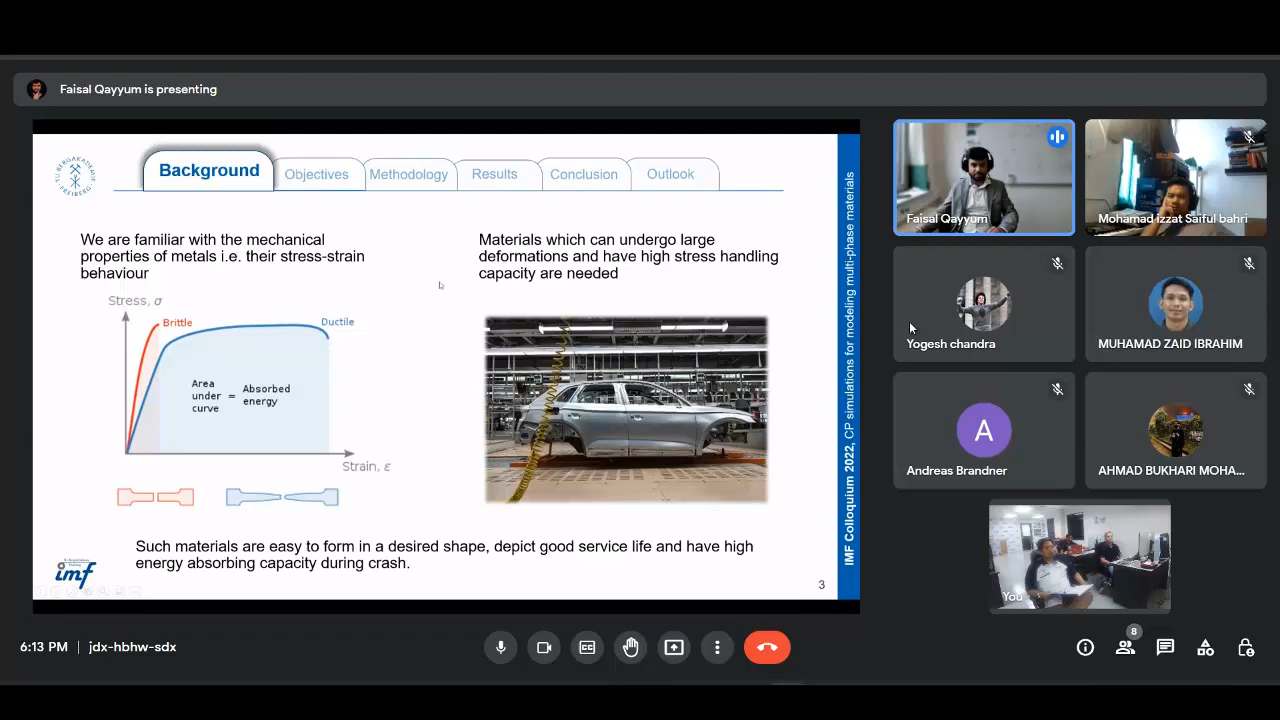 Faisal Qayyum is presenting
Background
Objectives
Methodology
Results
Conclusion
Outlook
We are familiar with the mechanical
properties of metals i.e. their stress-strain
behaviour
Materials which can undergo large
deformations and have high stress handling
capacity are needed
Stress, σ
Brittle
Ductile
Area
under
curve
=
Absorbed
energy
Strain, ε
Such materials are easy to form in a desired shape, depict good service life and have high
energy absorbing capacity during crash.
imf
3
IMF Colloquium 2022, CP simulations for modeling multi-phase materials
Faisal Qayyum
Mohamad izzat Saiful bahri
Yogesh chandra
MUHAMAD ZAID IBRAHIM
A
Andreas Brandner
AHMAD BUKHARI MOHA...
You
6:13 PM | jdx-hbhw-sdx
CC
8